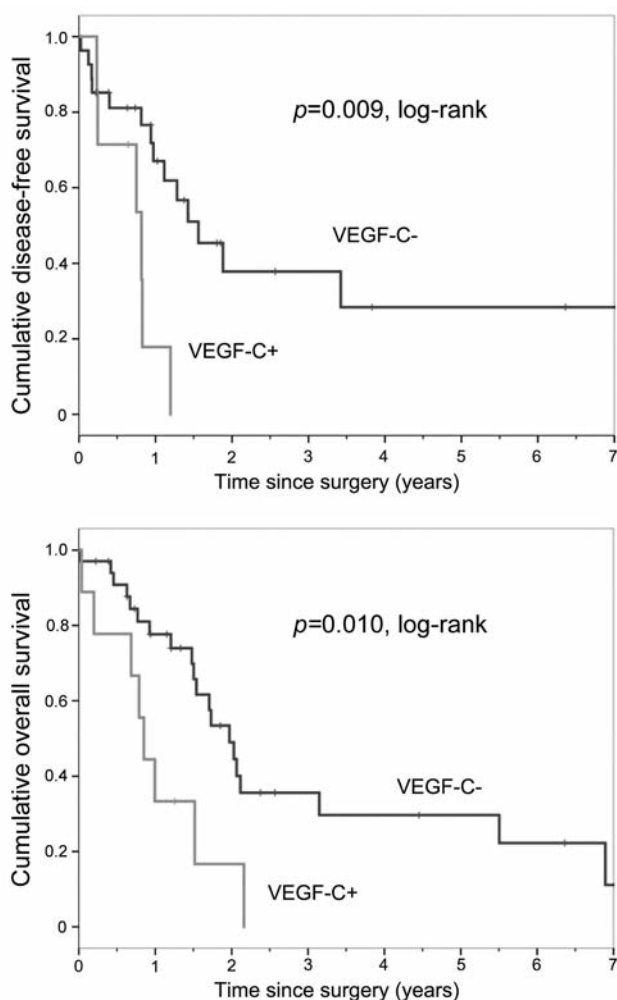 Cumulative disease-free survival
1.0
0.8
0.6
0.4
0.2
0
p=0.009, log-rank
VEGF-C-
VEGF-C+
0 1 2 3 4 5 6 7
Time since surgery (years)
Cumulative overall survival
1.0
0.8
0.6
0.4
0.2
0
p=0.010, log-rank
VEGF-C-
VEGF-C+
0 1 2 3 4 5 6 7
Time since surgery (years)